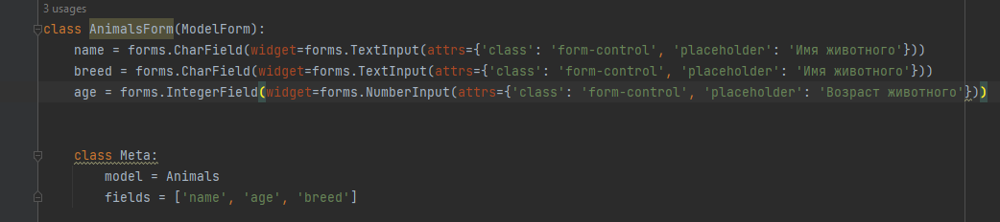 3 usages
class AnimalsForm(ModelForm):
    name = forms.CharField(widget=forms.TextInput(attrs={'class': 'form-control', 'placeholder': 'Имя животного'}))
    breed = forms.CharField(widget=forms.TextInput(attrs={'class': 'form-control', 'placeholder': 'Имя животного'}))
    age = forms.IntegerField(widget=forms.NumberInput(attrs={'class': 'form-control', 'placeholder': 'Возраст животного'}))
    class Meta:
        model = Animals
        fields = ['name', 'age', 'breed']